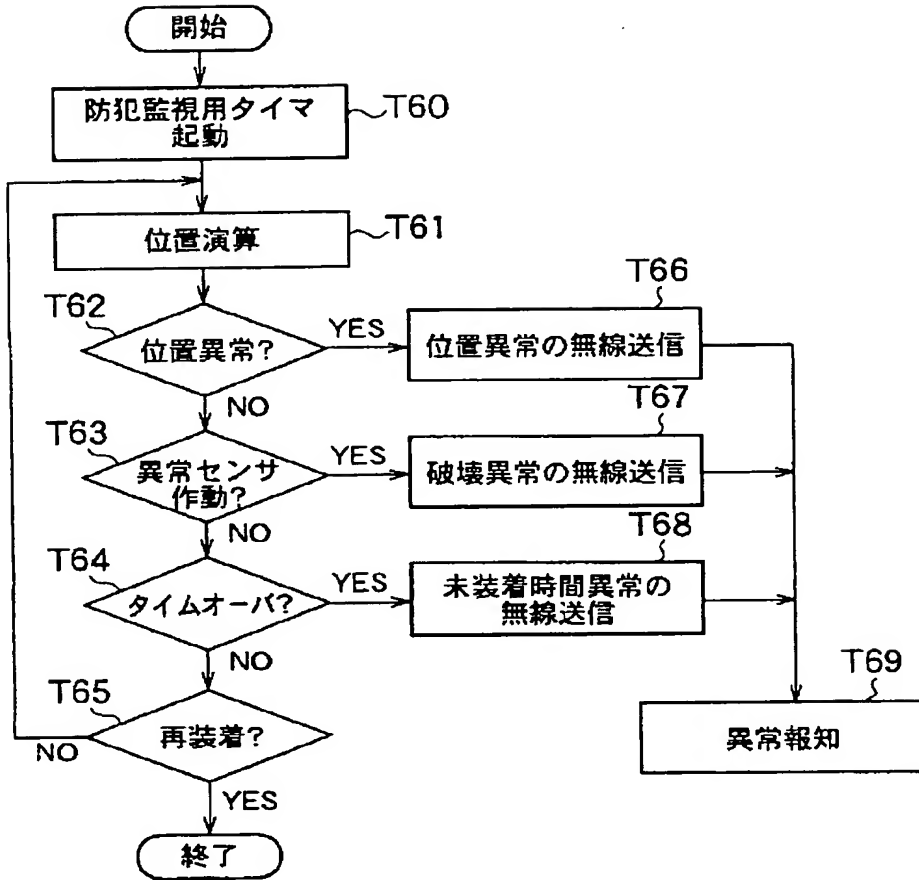 開始
防犯監視用タイマ
起動
T60
位置演算
T61
T62
位置異常?
YES
T66
位置異常の無線送信
NO
T63
異常センサ
作動?
YES
T67
破壊異常の無線送信
NO
T64
タイムオーバ?
YES
T68
未装着時間異常の
無線送信
NO
T65
再装着?
NO
YES
T69
異常報知
終了